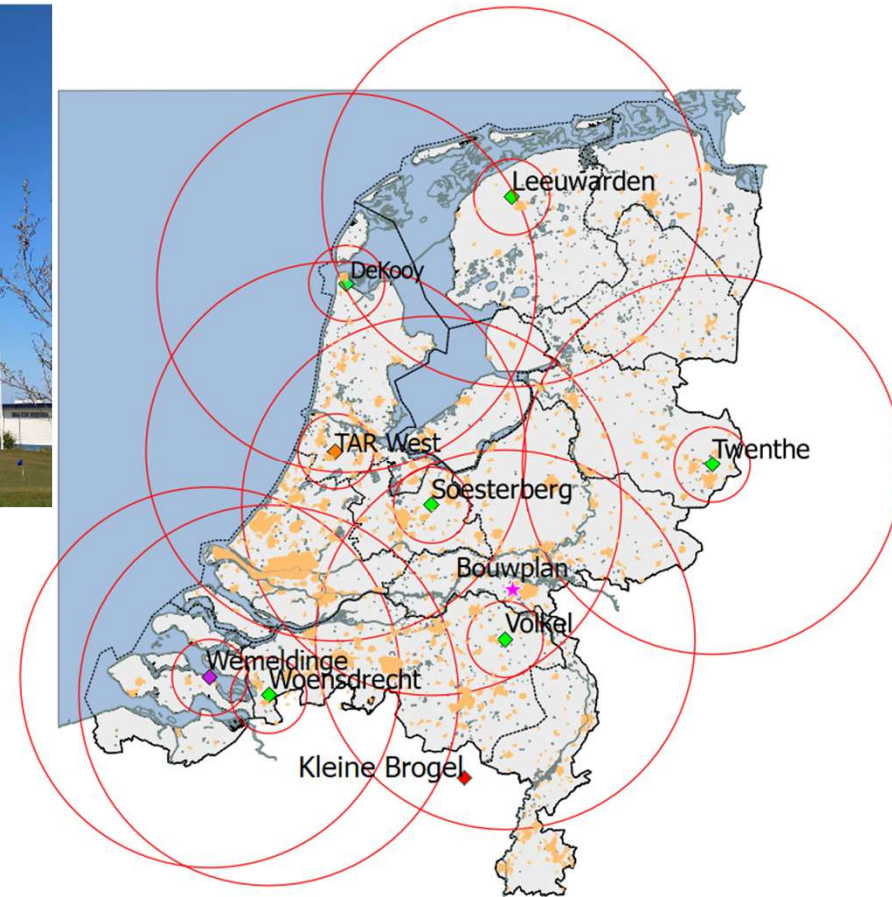 Leeuwarden
DeKooy
TAR West
Twenthe
Soesterberg
Bouwplan
Volkel
Wemeldinge
Woensdrecht
Kleine Brogel